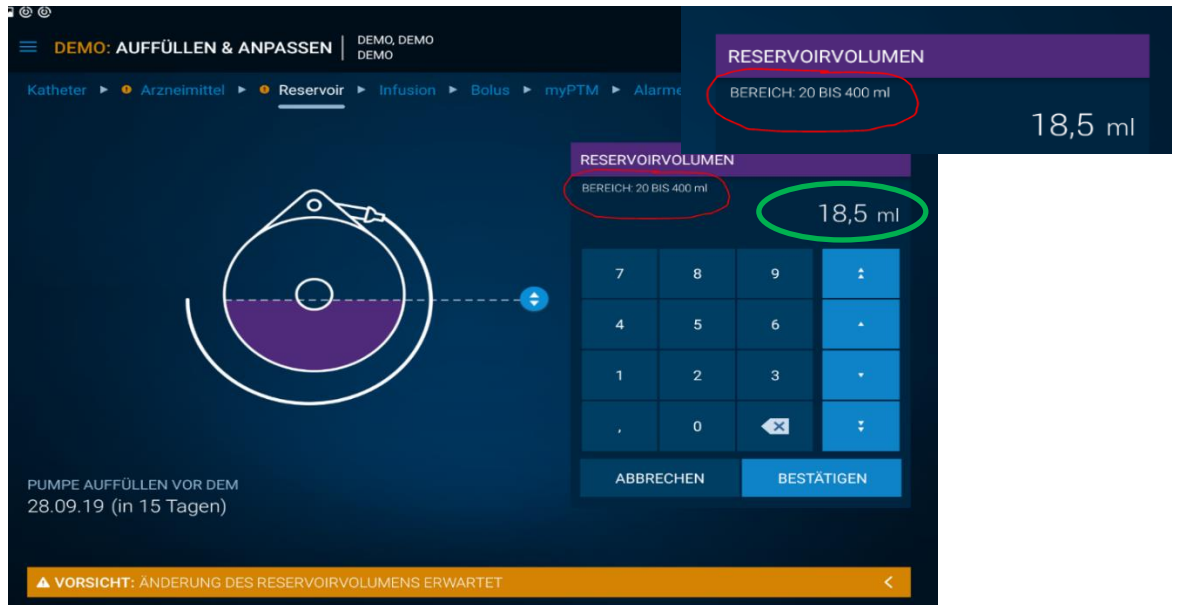 DEMO: AUFFÜLLEN & ANPASSEN
DEMO, DEMO
DEMO
Katheter ► Arzneimittel ► Reservoir ► Infusion ► Bolus ► myPTM ► Alarme
RESERVOIRVOLUMEN
BEREICH: 20 BIS 400 ml
18,5 ml
RESERVOIRVOLUMEN
BEREICH: 20 BIS 400 ml
18,5 ml
7 8 9
4 5 6
1 2 3
, 0
ABBRECHEN BESTÄTIGEN
PUMPE AUFFÜLLEN VOR DEM
28.09.19 (in 15 Tagen)
VORSICHT: ÄNDERUNG DES RESERVOIRVOLUMENS ERWARTET